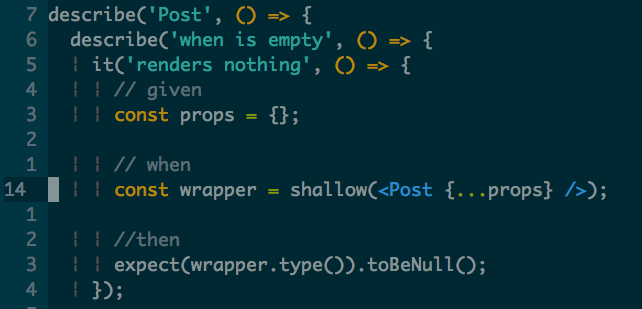 7 describe('Post', () => {
6   describe('when is empty', () => {
5   ¦ it('renders nothing', () => {
4   ¦ ¦ // given
3   ¦ ¦ const props = {};
2
1   ¦ ¦ // when
14  ¦ ¦ const wrapper = shallow(<Post {...props} />);
1
2   ¦ ¦ //then
3   ¦ ¦ expect(wrapper.type()).toBeNull();
4   ¦ });